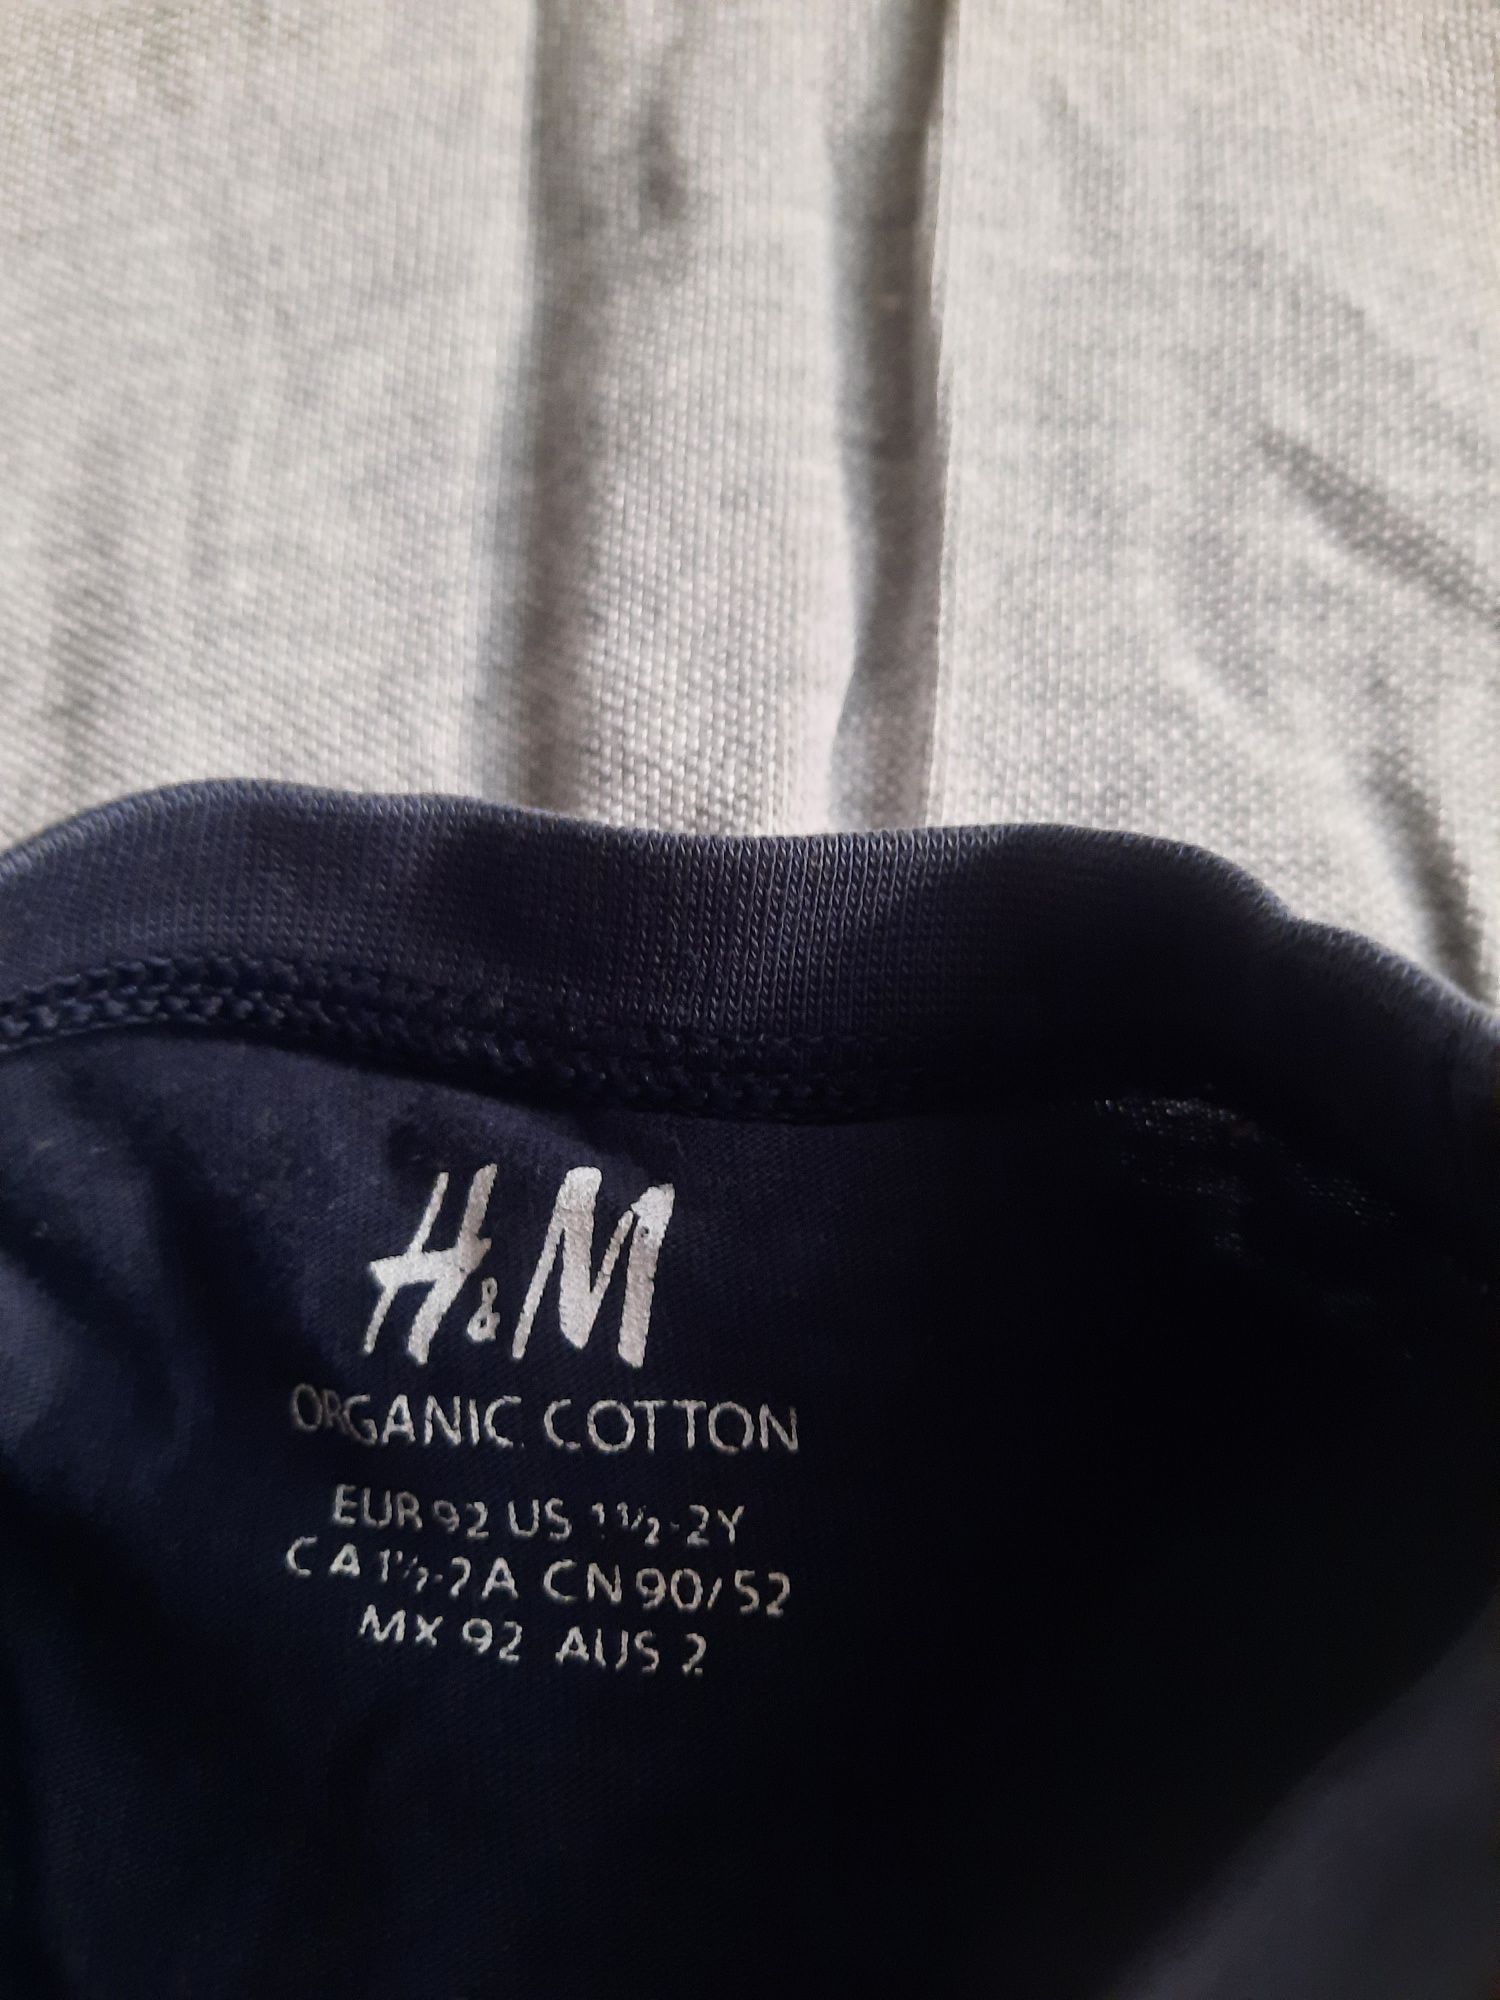 H&M
ORGANIC COTTON
EUR 92 US 1½-2Y
CA 1½-2A CN 90/52
MX 92 AUS 2